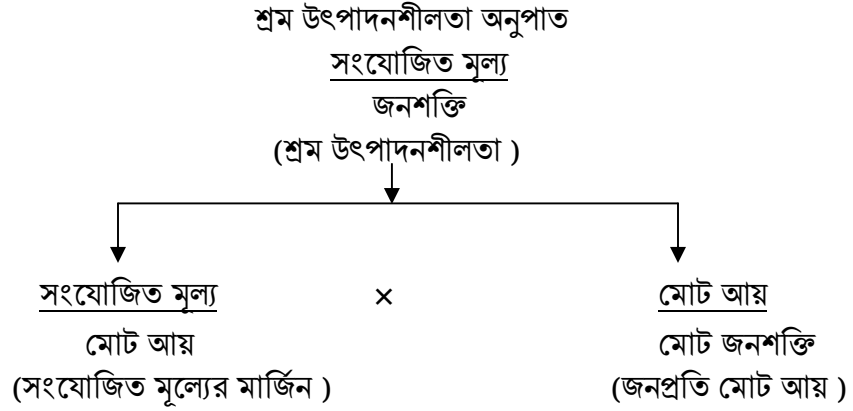 শ্রম উৎপাদনশীলতা অনুপাত
সংযোজিত মূল্য
জনশক্তি
(শ্রম উৎপাদনশীলতা )
সংযোজিত মূল্য × মোট আয়
মোট আয় মোট জনশক্তি
(সংযোজিত মূল্যের মার্জিন ) (জনপ্রতি মোট আয় )